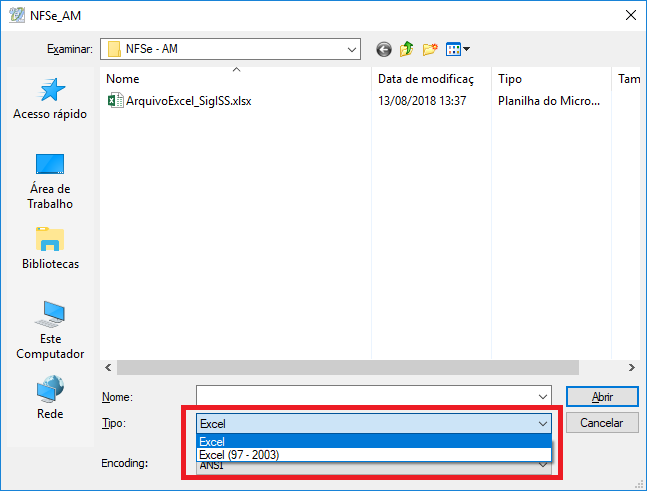 NFSe_AM
Examinar: NFSe - AM
Nome Data de modificaç Tipo Tam
ArquivoExcel_SigISS.xlsx 13/08/2018 13:37 Planilha do Micro...
Acesso rápido
Área de
Trabalho
Bibliotecas
Este
Computador
Rede
Nome: Abrir
Tipo: Excel Cancelar
Excel
Excel (97 - 2003)
Encoding: ANSI